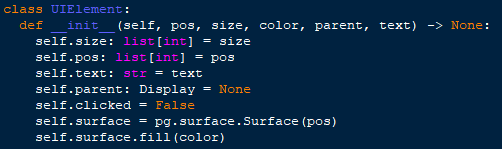 class UIElement:
def __init__(self, pos, size, color, parent, text) -> None:
self.size: list[int] = size
self.pos: list[int] = pos
self.text: str = text
self.parent: Display = None
self.clicked = False
self.surface = pg.surface.Surface(pos)
self.surface.fill(color)